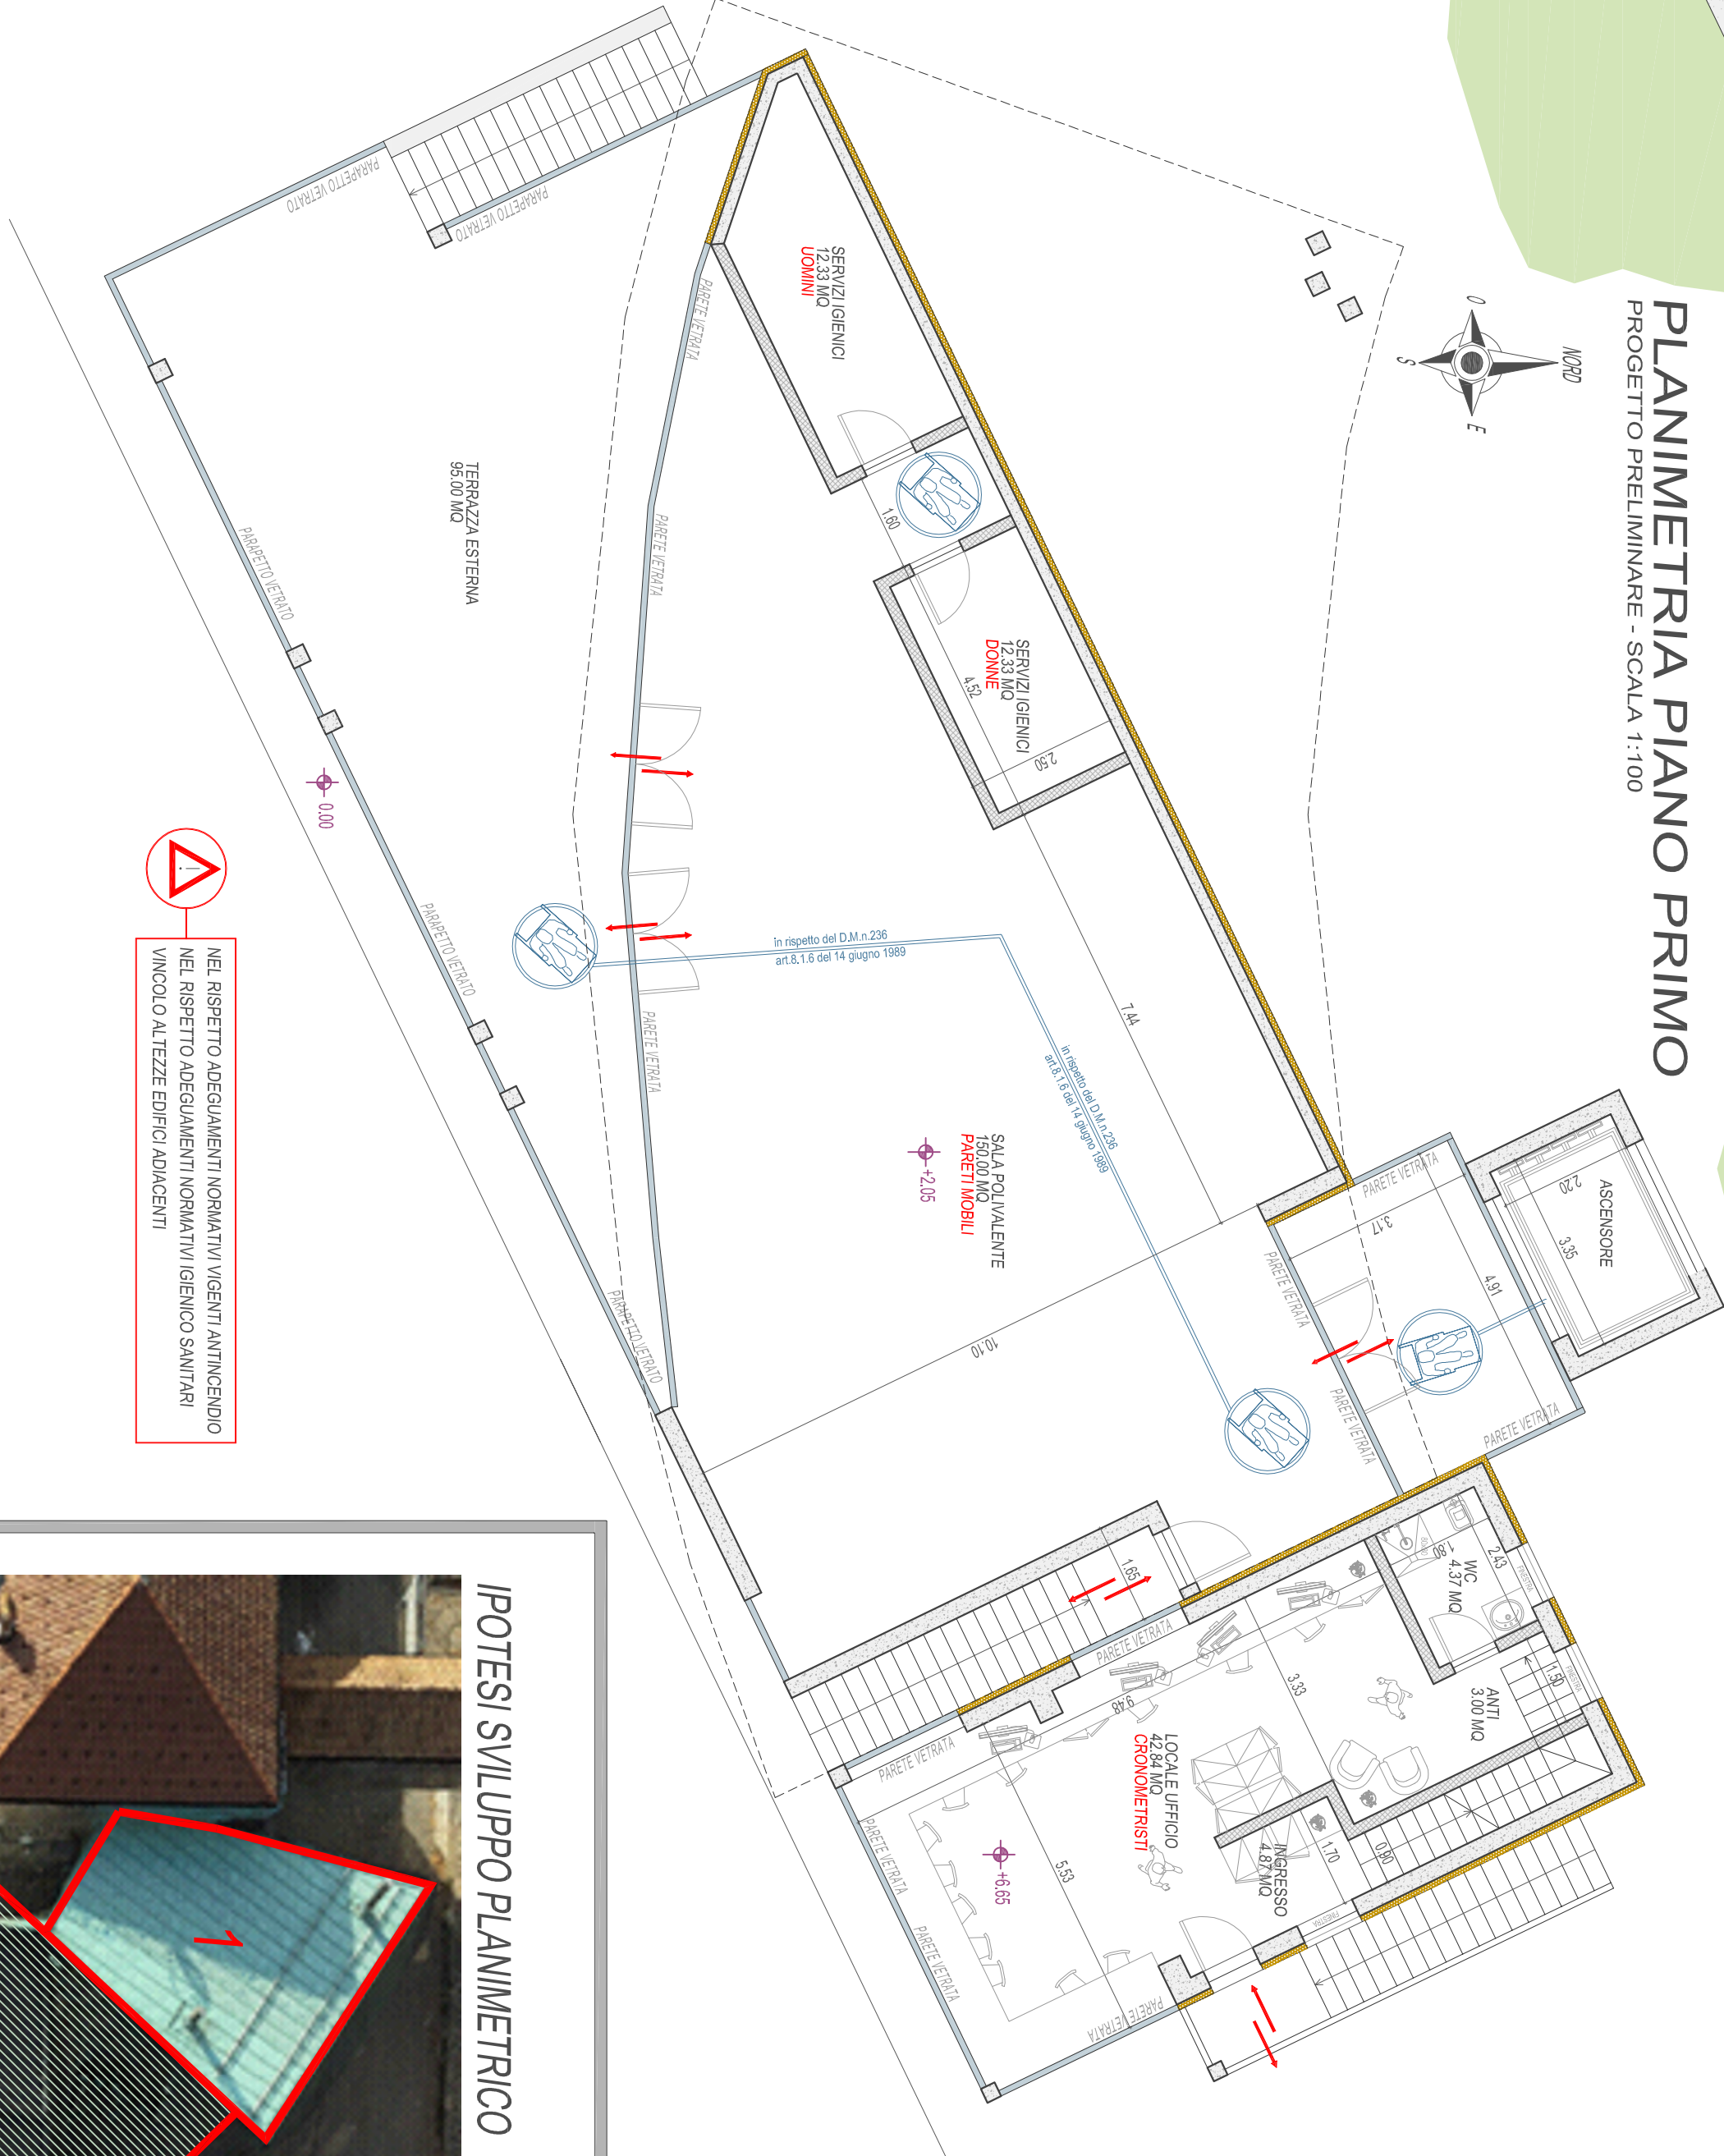 PLANIMETRIA PIANO PRIMO
PROGETTO PRELIMINARE - SCALA 1:100
NORD
O
E
S
ASCENSORE
2.20
3.35
PARETE VETRATA
3.17
4.91
PARETE VETRATA
PARETE VETRATA
PARETE VETRATA
SERVIZI IGIENICI
12.33 MQ
UOMINI
1.60
SERVIZI IGIENICI
12.33 MQ
DONNE
4.52
2.50
7.44
in rispetto del D.M.n.236
art.8.1.6 del 14 giugno 1989
in rispetto del D.M.n.236
art.8.1.6 del 14 giugno 1989
SALA POLIVALENTE
150.00 MQ
PARETI MOBILI
+2.05
10.10
WC
4.37 MQ
2.43
1.80
FINESTRA
FINESTRA
1.50
ANTI
3.00 MQ
3.33
1.65
PARETE VETRATA
9.48
LOCALE UFFICIO
42.84 MQ
CRONOMETRISTI
INGRESSO
4.87 MQ
1.70
0.90
FINESTRA
5.53
+6.65
PARETE VETRATA
PARETE VETRATA
PARETE VETRATA
PARETE VETRATA
PARETE VETRATA
PARETE VETRATA
PARETE VETRATA
PARAPETTO VETRATO
PARAPETTO VETRATO
TERRAZZA ESTERNA
95.00 MQ
PARAPETTO VETRATO
PARAPETTO VETRATO
PARAPETTO VETRATO
0.00
!
NEL RISPETTO ADEGUAMENTI NORMATIVI VIGENTI ANTINCENDIO
NEL RISPETTO ADEGUAMENTI NORMATIVI IGIENICO SANITARI
VINCOLO ALTEZZE EDIFICI ADIACENTI
IPOTESI SVILUPPO PLANIMETRICO
1